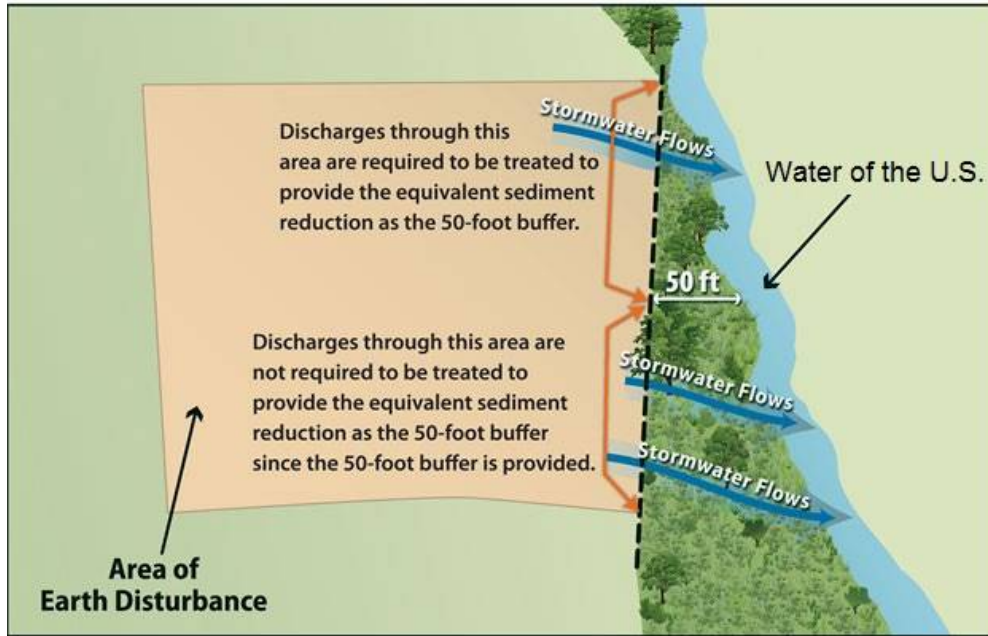 Stormwater Flows
Discharges through this
area are required to be treated to
provide the equivalent sediment
reduction as the 50-foot buffer.
Water of the U.S.
50 ft
Discharges through this area are
not required to be treated to
provide the equivalent sediment
reduction as the 50-foot buffer
since the 50-foot buffer is provided.
Stormwater Flows
Stormwater Flows
Area of
Earth Disturbance